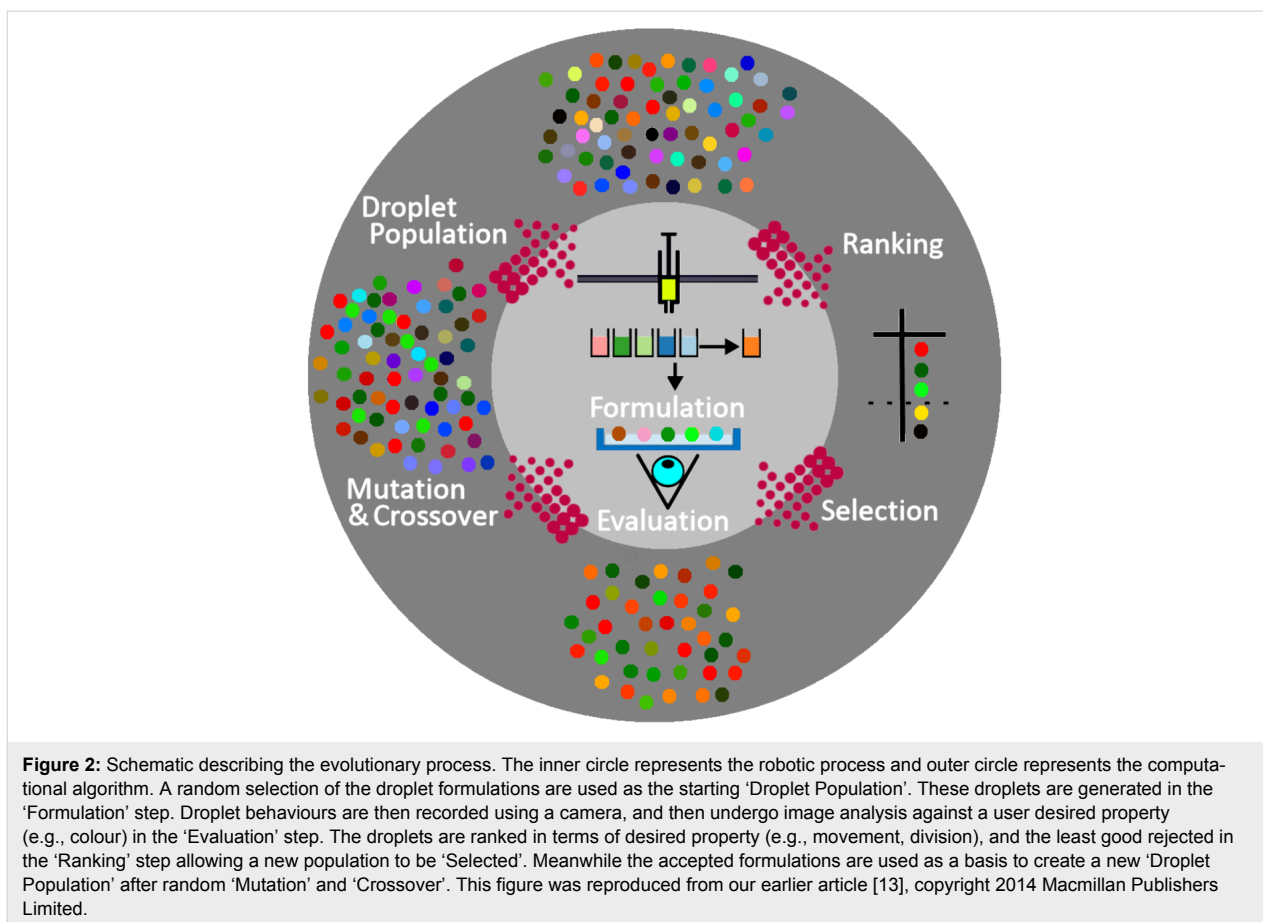 Droplet
Population
Ranking
Formulation
Mutation
& Crossover
Evaluation
Selection
Figure 2: Schematic describing the evolutionary process. The inner circle represents the robotic process and outer circle represents the computa-
tional algorithm. A random selection of the droplet formulations are used as the starting ‘Droplet Population’. These droplets are generated in the
‘Formulation’ step. Droplet behaviours are then recorded using a camera, and then undergo image analysis against a user desired property
(e.g., colour) in the ‘Evaluation’ step. The droplets are ranked in terms of desired property (e.g., movement, division), and the least good rejected in
the ‘Ranking’ step allowing a new population to be ‘Selected’. Meanwhile the accepted formulations are used as a basis to create a new ‘Droplet
Population’ after random ‘Mutation’ and ‘Crossover’. This figure was reproduced from our earlier article [13], copyright 2014 Macmillan Publishers
Limited.